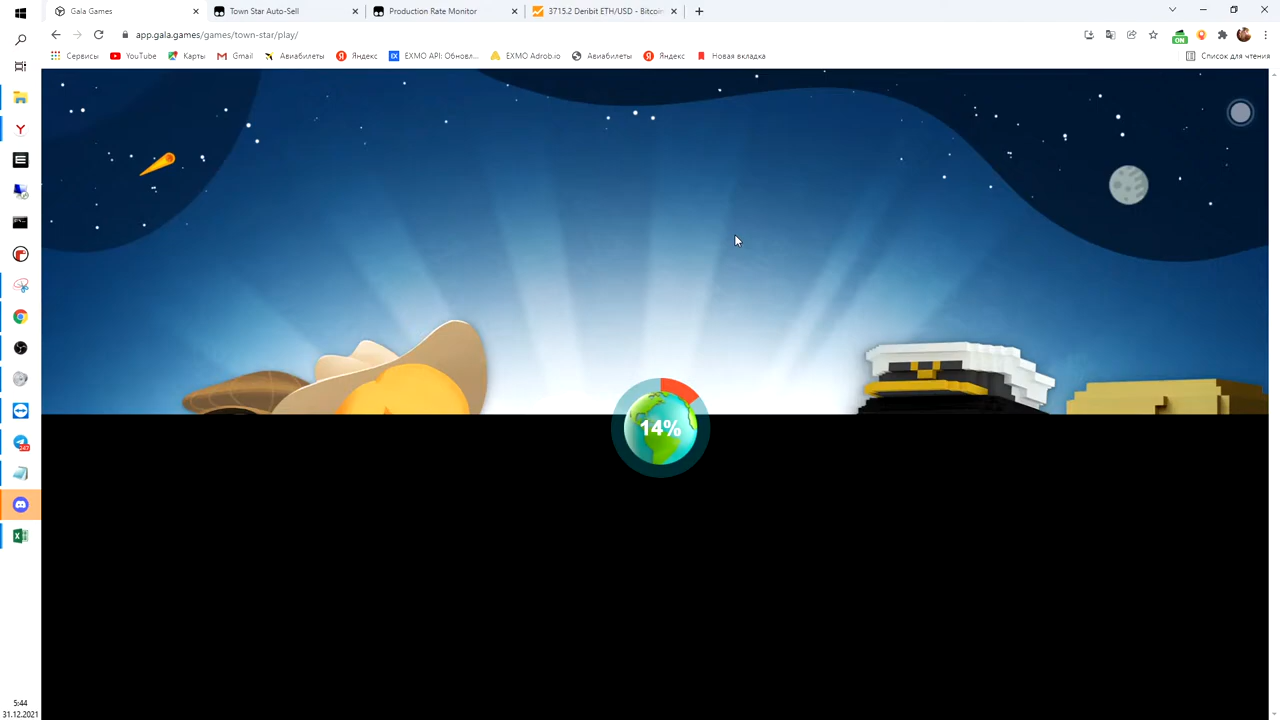 Gala Games
Town Star Auto-Sell
Production Rate Monitor
3715.2 Deribit ETH/USD - Bitcoin
app.gala.games/games/town-star/play/
ON
Сервисы
YouTube
Карты
Gmail
Авиабилеты
Яндекс
EXMO API: Обновл...
EXMO Adrob.io
Авиабилеты
Яндекс
Новая вкладка
Список для чтения
14%
5:44
31.12.2021